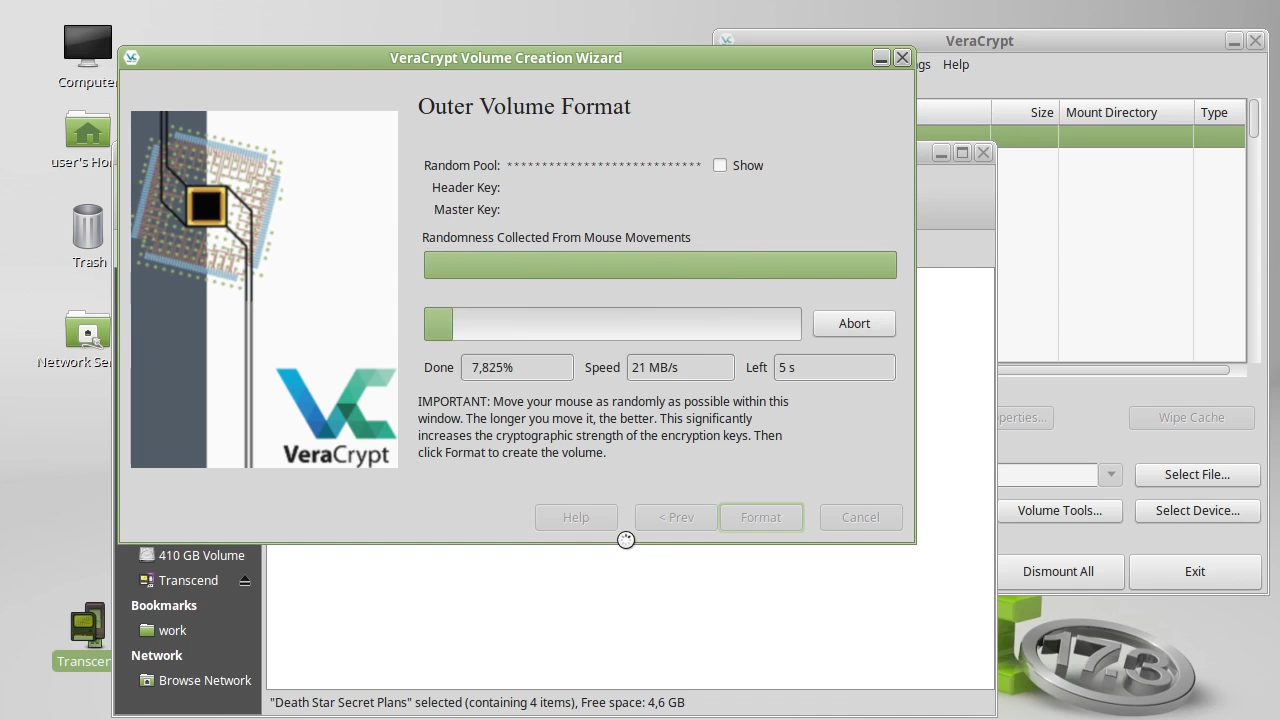 VeraCrypt
VeraCrypt Volume Creation Wizard
Help
Computer
Size
Mount Directory
Type
Outer Volume Format
Random Pool: **************************
Show
Header Key:
Master Key:
user's Ho
Randomness Collected From Mouse Movements
Trash
Abort
Done
7,825%
Speed
21 MB/s
Left
5 s
Network Se
IMPORTANT: Move your mouse as randomly as possible within this
window. The longer you move it, the better. This significantly
increases the cryptographic strength of the encryption keys. Then
click Format to create the volume.
VeraCrypt
Wipe Cache
Select File...
Volume Tools...
Select Device...
Help
< Prev
Format
Cancel
410 GB Volume
Transcend
Bookmarks
work
Network
Browse Network
Dismount All
Exit
Transcen
17.3
"Death Star Secret Plans" selected (containing 4 items), Free space: 4,6 GB